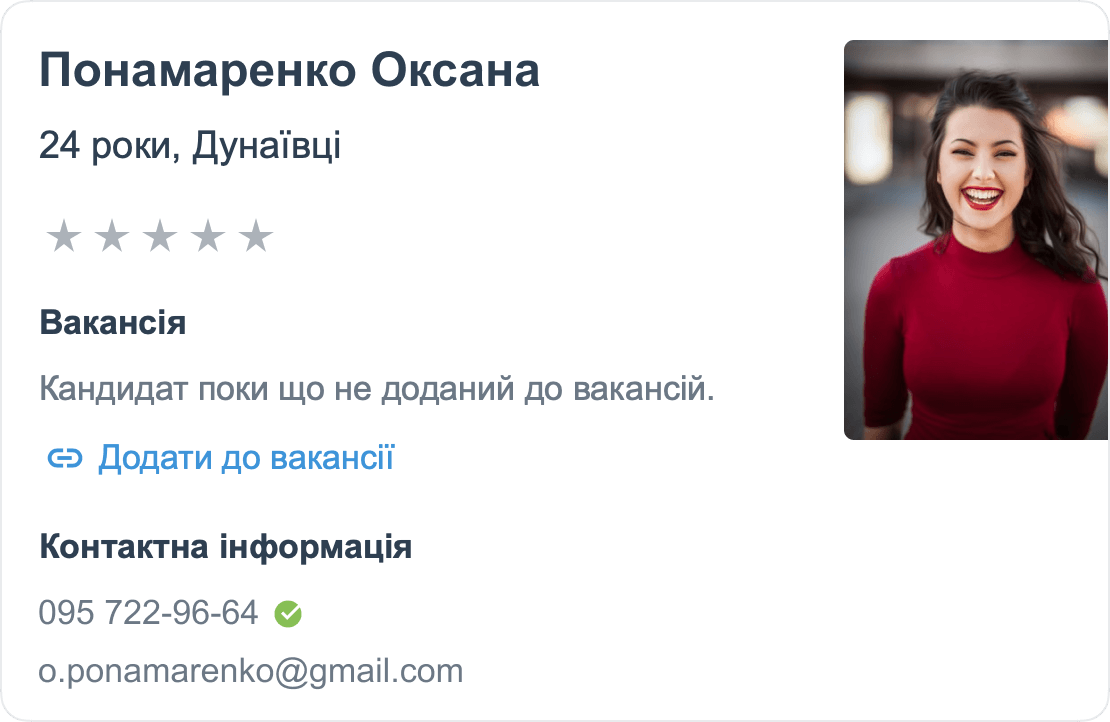 Понамаренко Оксана
24 роки, Дунаївці
Вакансія
Кандидат поки що не доданий до вакансій.
Додати до вакансії
Контактна інформація
095 722-96-64
o.ponamarenko@gmail.com